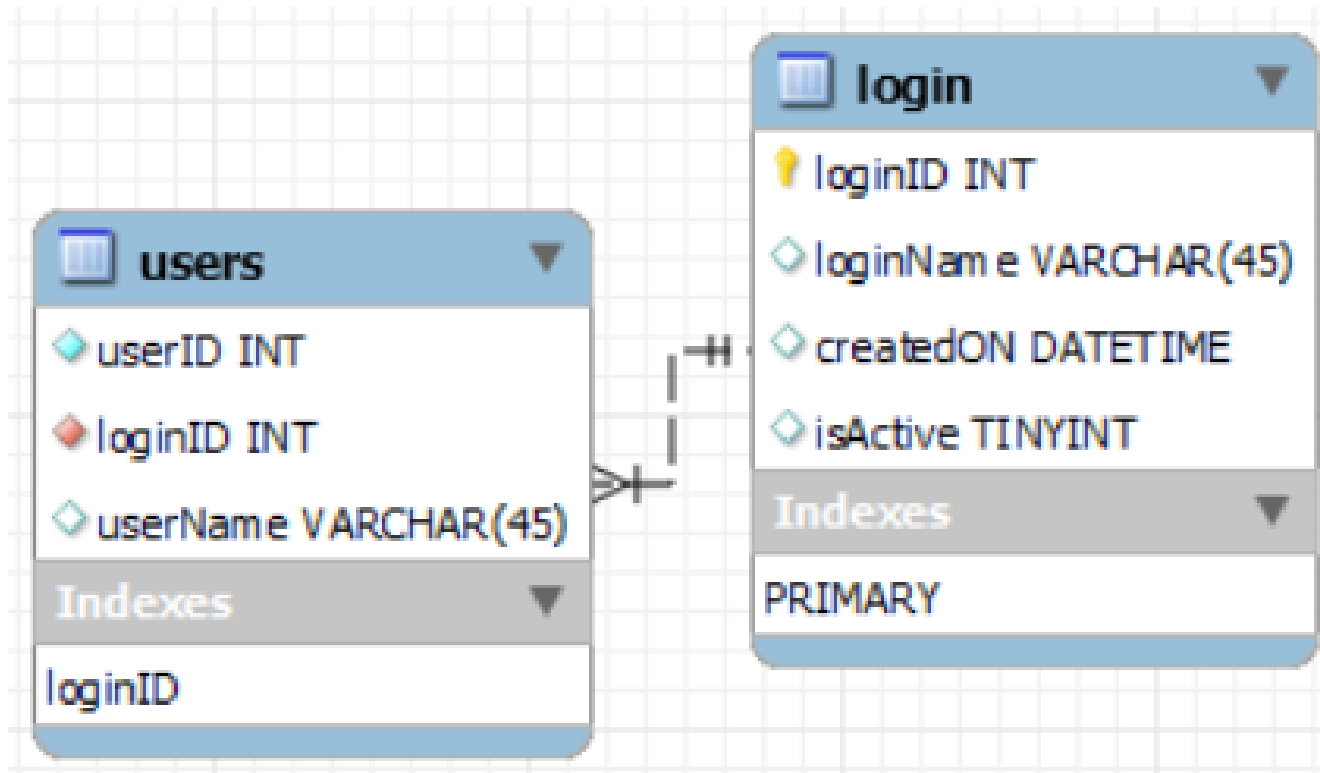 users
userID INT
loginID INT
userName VARCHAR(45)
Indexes
loginID
login
loginID INT
loginName VARCHAR(45)
createdON DATETIME
isActive TINYINT
Indexes
PRIMARY